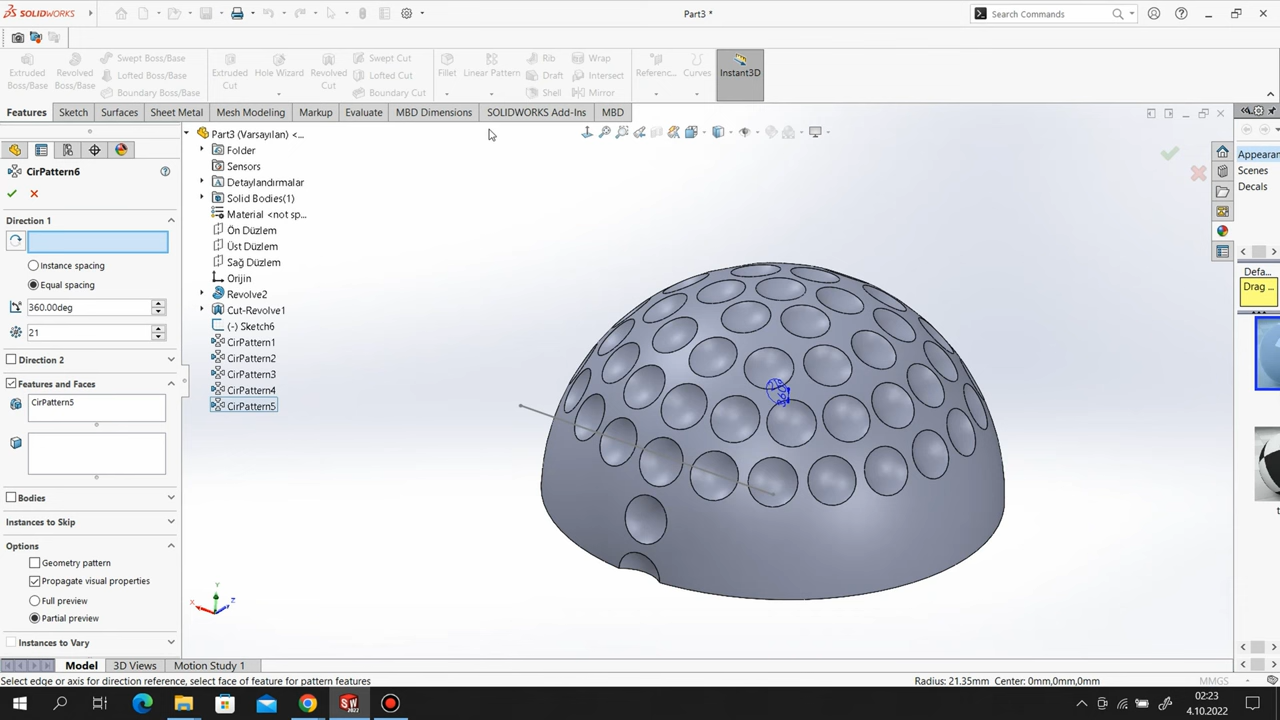 SOLIDWORKS
Part3 *
Search Commands
Extruded Boss/Base
Revolved Boss/Base
Swept Boss/Base
Lofted Boss/Base
Boundary Boss/Base
Extruded Cut
Hole Wizard
Revolved Cut
Swept Cut
Lofted Cut
Boundary Cut
Fillet
Linear Pattern
Rib
Draft
Shell
Wrap
Intersect
Mirror
Referenc...
Curves
Instant3D
Features
Sketch
Surfaces
Sheet Metal
Mesh Modeling
Markup
Evaluate
MBD Dimensions
SOLIDWORKS Add-Ins
MBD
CirPattern6
Direction 1
Instance spacing
Equal spacing
360.00deg
21
Direction 2
Features and Faces
CirPattern5
Bodies
Instances to Skip
Options
Geometry pattern
Propagate visual properties
Full preview
Partial preview
Instances to Vary
Part3 (Varsayılan) <...
Folder
Sensors
Detaylandırmalar
Solid Bodies(1)
Material <not sp...
Ön Düzlem
Üst Düzlem
Sağ Düzlem
Orijin
Revolve2
Cut-Revolve1
(-) Sketch6
CirPattern1
CirPattern2
CirPattern3
CirPattern4
CirPattern5
Y
X
Z
Appearan
Scenes
Decals
Defa...
Drag ...
Model
3D Views
Motion Study 1
Select edge or axis for direction reference, select face of feature for pattern features
Radius: 21.35mm Center: 0mm,0mm,0mm
MMGS
SW
2022
02:23
4.10.2022